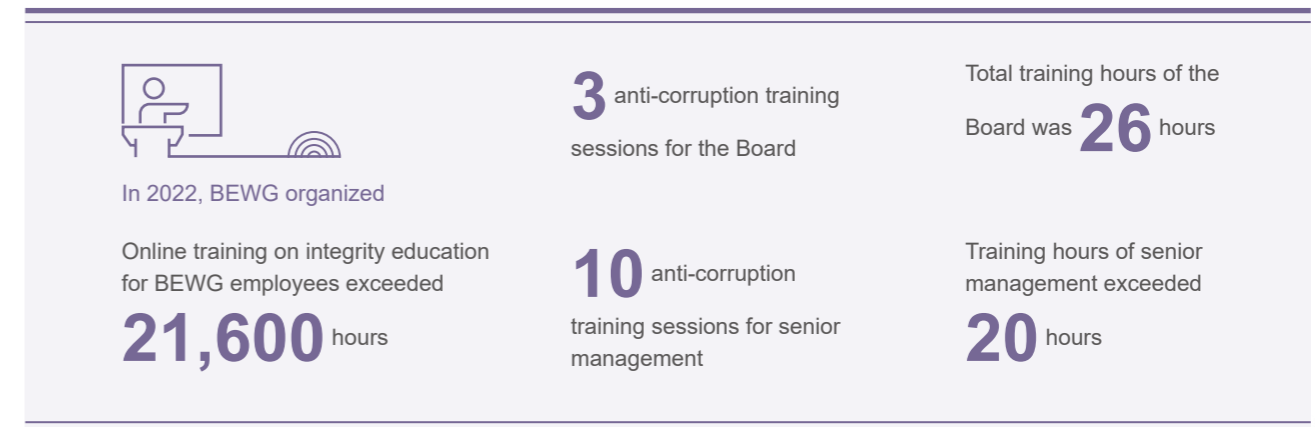 In 2022, BEWG organized
3 anti-corruption training
sessions for the Board
Total training hours of the
Board was 26 hours
Online training on integrity education
for BEWG employees exceeded
21,600 hours
10 anti-corruption
training sessions for senior
management
Training hours of senior
management exceeded
20 hours